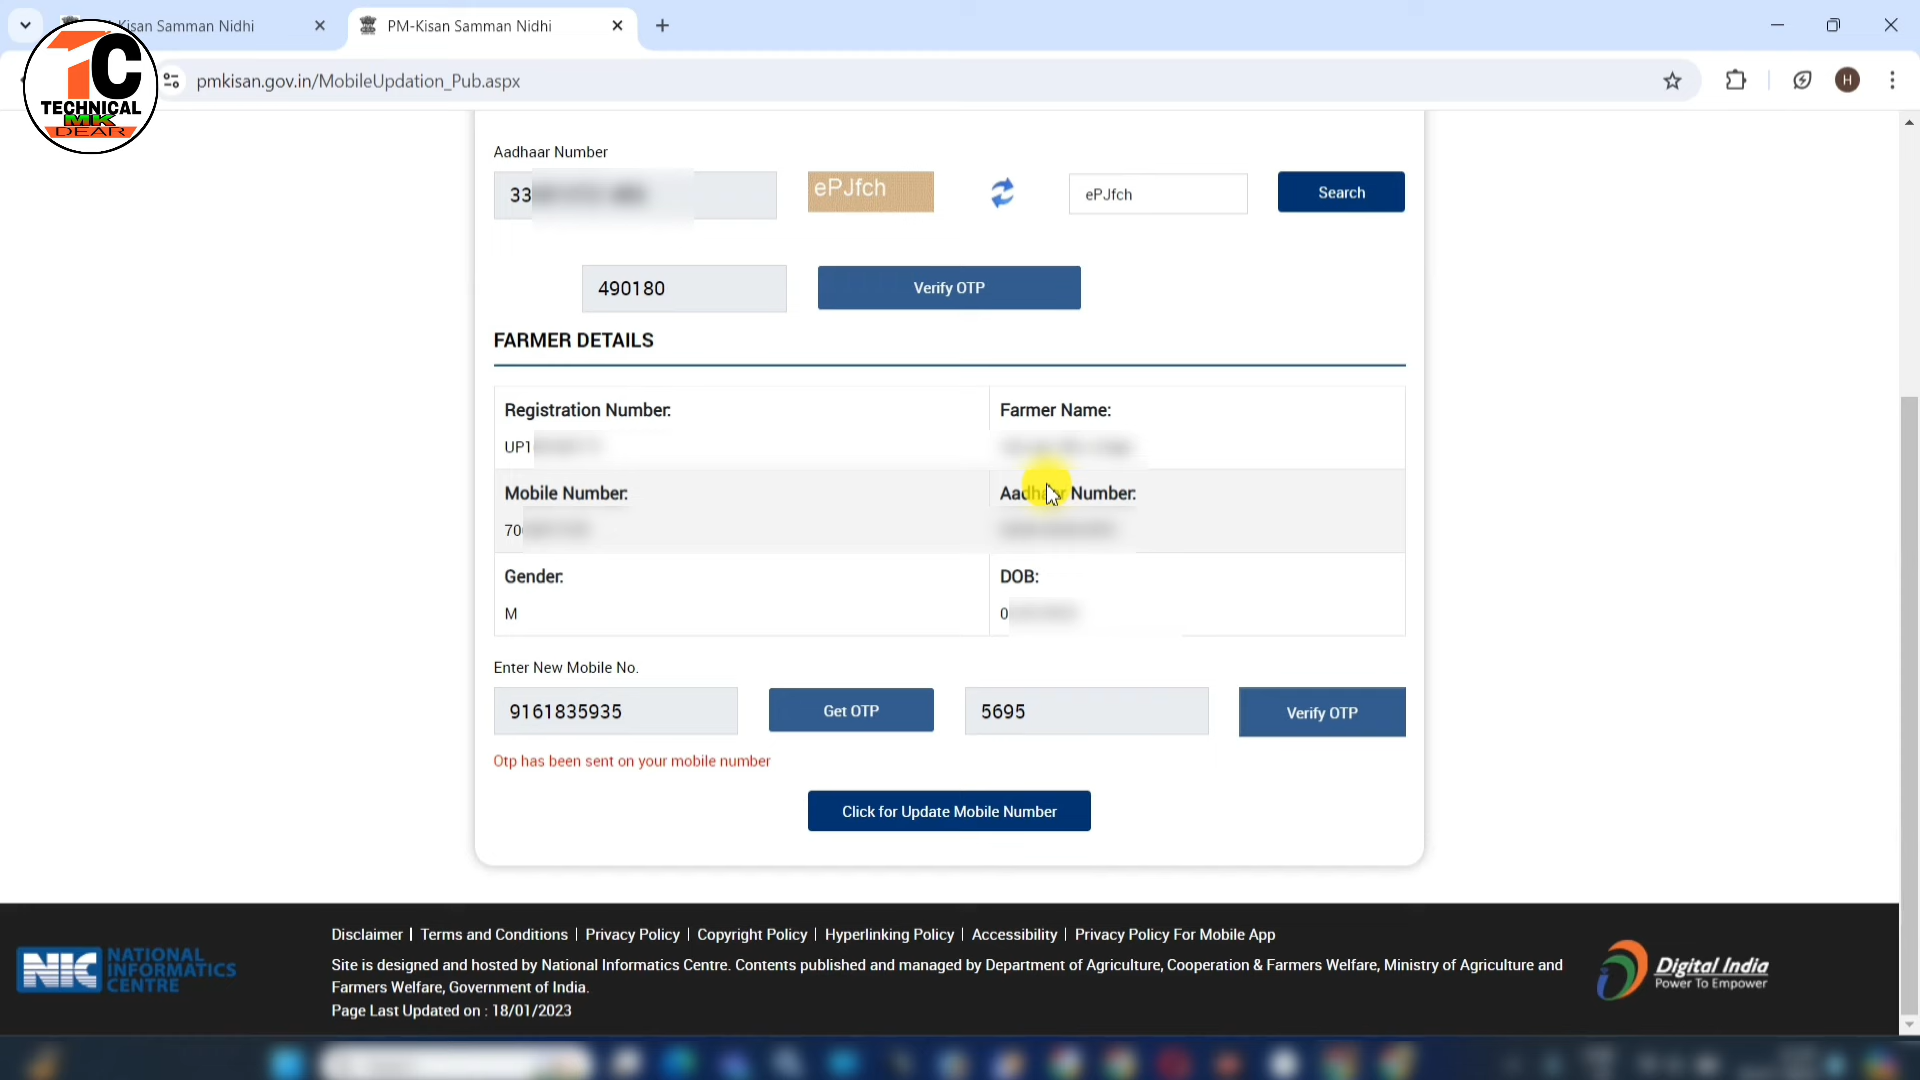 Kisan Samman Nidhi
PM-Kisan Samman Nidhi
pmkisan.gov.in/MobileUpdation_Pub.aspx
H
TC
TECHNICAL
MK
DEAR
Aadhaar Number
33
ePJfch
ePJfch
Search
490180
Verify OTP
FARMER DETAILS
Registration Number:
Farmer Name:
UP1
Mobile Number:
Aadhaar Number:
70
Gender:
DOB:
M
0
Enter New Mobile No.
9161835935
Get OTP
5695
Verify OTP
Otp has been sent on your mobile number
Click for Update Mobile Number
Disclaimer | Terms and Conditions | Privacy Policy | Copyright Policy | Hyperlinking Policy | Accessibility | Privacy Policy For Mobile App
NIC NATIONAL INFORMATICS CENTRE
Site is designed and hosted by National Informatics Centre. Contents published and managed by Department of Agriculture, Cooperation & Farmers Welfare, Ministry of Agriculture and
Farmers Welfare, Government of India.
Page Last Updated on : 18/01/2023
Digital India
Power To Empower